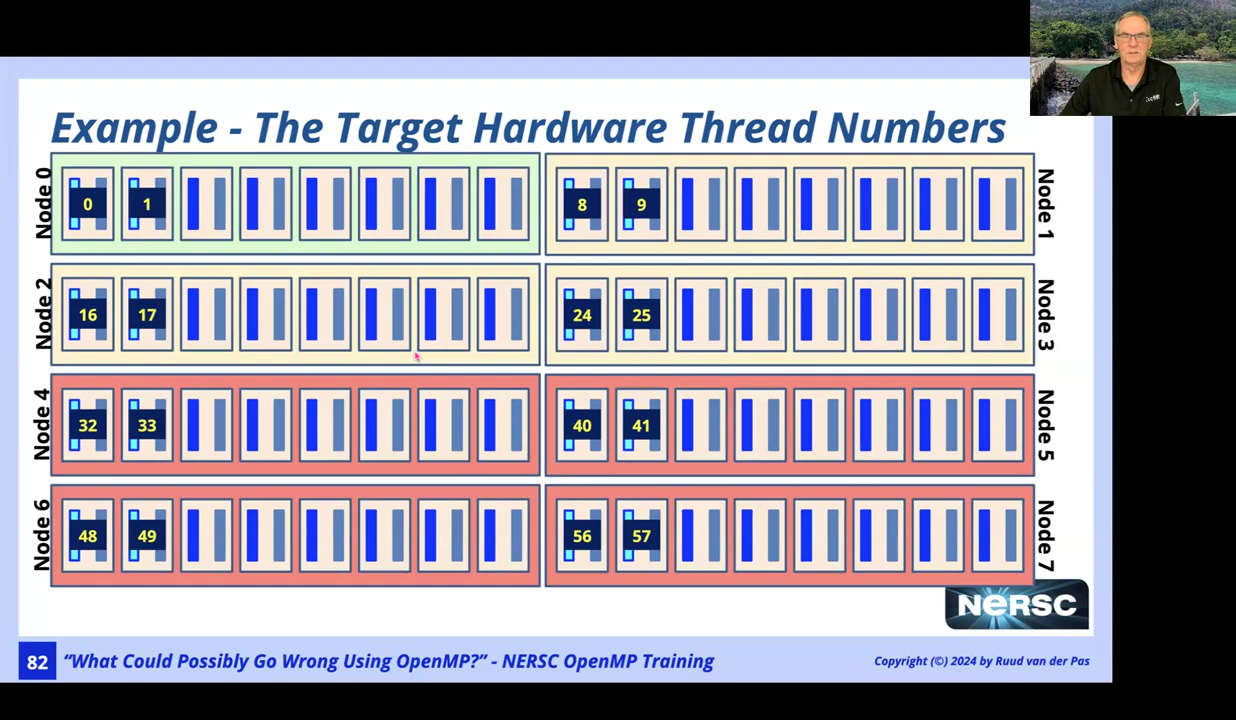 Example - The Target Hardware Thread Numbers
Node 0
0 1
8 9
Node 1
Node 2
16 17
24 25
Node 3
Node 4
32 33
40 41
Node 5
Node 6
48 49
56 57
Node 7
NERSC
82
“What Could Possibly Go Wrong Using OpenMP?” - NERSC OpenMP Training
Copyright (©) 2024 by Ruud van der Pas